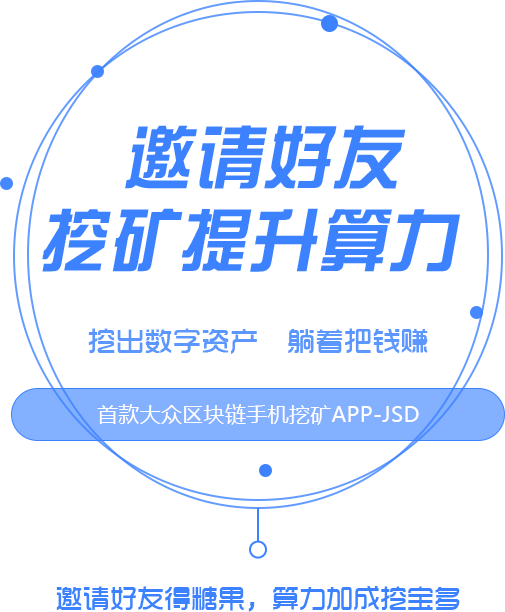 邀请好友
挖矿提升算力
挖出数字资产 躺着把钱赚
首款大众区块链手机挖矿APP-JSD
邀请好友得糖果，算力加成挖宝多